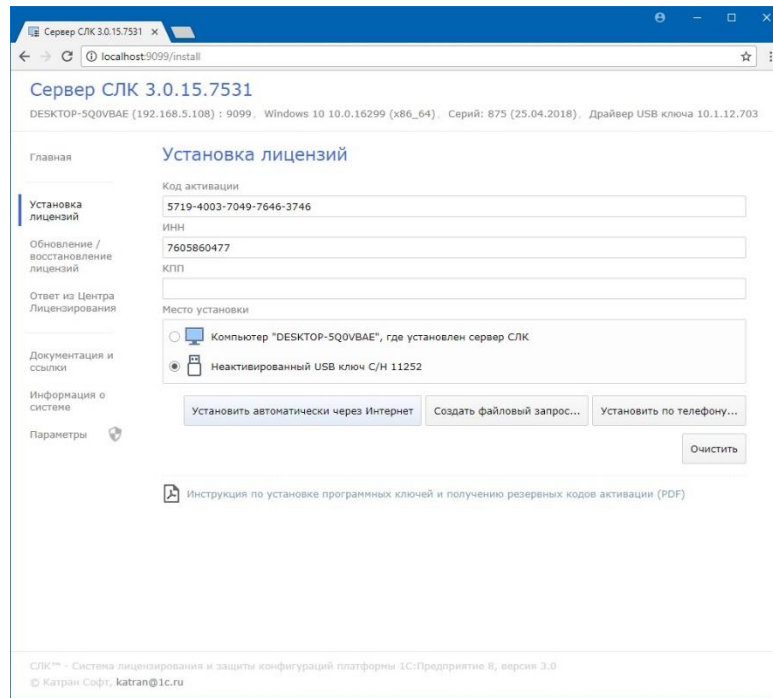 Сервер СЛК 3.0.15.7531
localhost:9099/install
Сервер СЛК 3.0.15.7531
DESKTOP-5Q0VBAE (192.168.5.108) : 9099, Windows 10 10.0.16299 (x86_64), Серий: 875 (25.04.2018), Драйвер USB ключа 10.1.12.703
Главная
Установка
лицензий
Обновление /
восстановление
лицензий
Ответ из Центра
Лицензирования
Документация и
ссылки
Информация о
системе
Параметры
Установка лицензий
Код активации
5719-4003-7049-7646-3746
ИНН
7605860477
КПП
Место установки
Компьютер "DESKTOP-5Q0VBAE", где установлен сервер СЛК
Неактивированный USB ключ С/Н 11252
Установить автоматически через Интернет
Создать файловый запрос...
Установить по телефону...
Очистить
Инструкция по установке программных ключей и получению резервных кодов активации (PDF)
СЛК™ - Система лицензирования и защиты конфигураций платформы 1С:Предприятие 8, версия 3.0
© Катран Софт, katran@1c.ru